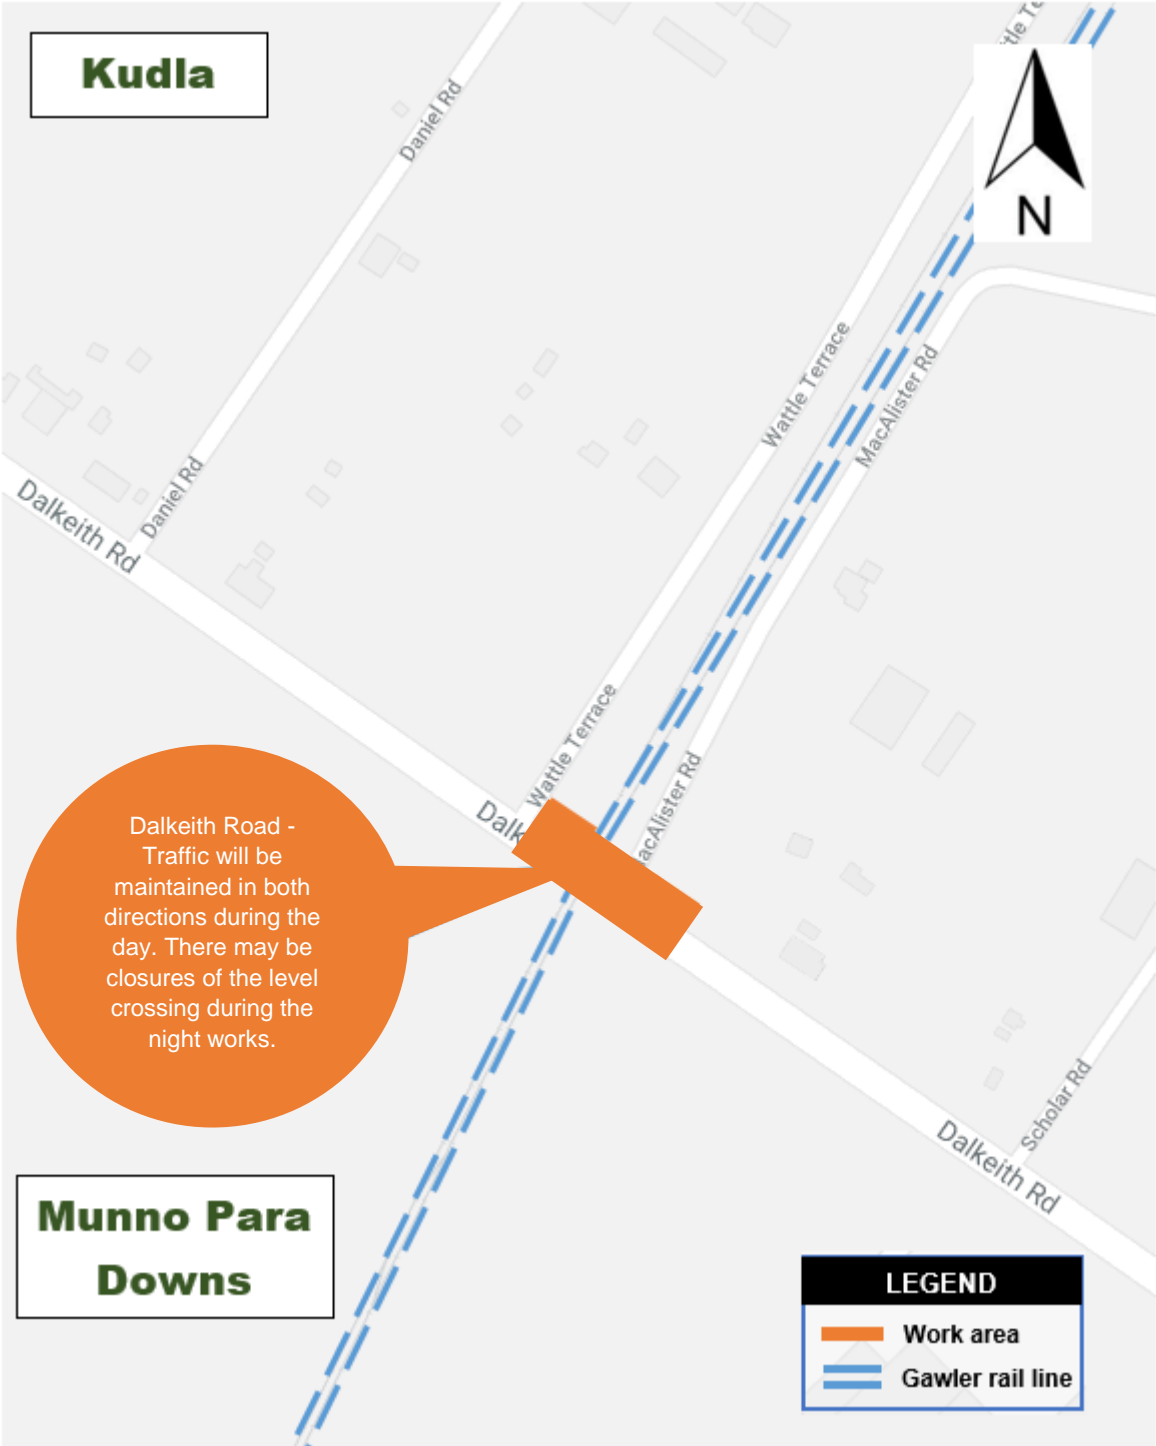 Kudla
ttle Te
N
Daniel Rd
Wattle Terrace
MacAlister Rd
Daniel Rd
Dalkeith Rd
Wattle Terrace
acAlister Rd
Dalk
Dalkeith Road -
Traffic will be
maintained in both
directions during the
day. There may be
closures of the level
crossing during the
night works.
Scholar Rd
Dalkeith Rd
Munno Para
Downs
LEGEND
Work area
Gawler rail line